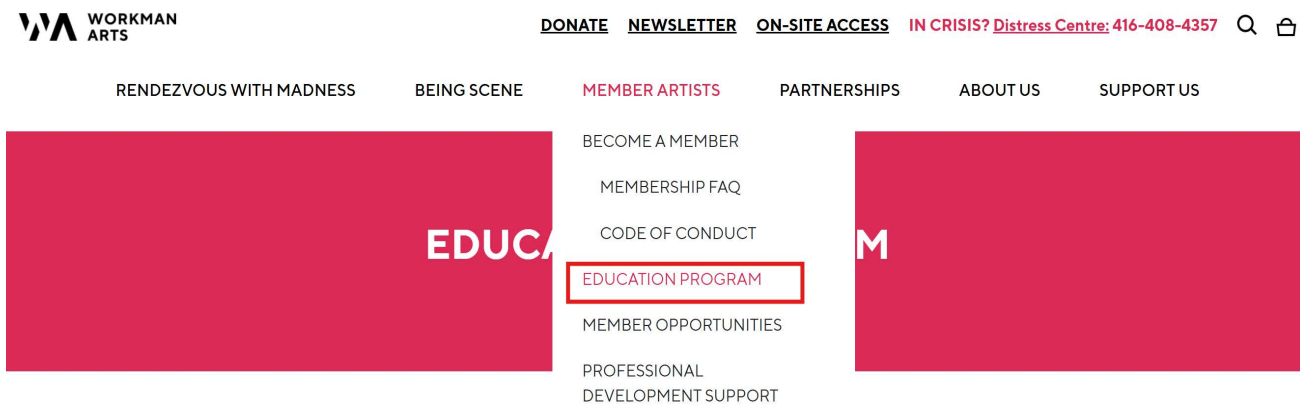 WORKMAN
ARTS
DONATE NEWSLETTER ON-SITE ACCESS IN CRISIS? Distress Centre: 416-408-4357
RENDEZVOUS WITH MADNESS BEING SCENE MEMBER ARTISTS PARTNERSHIPS ABOUT US SUPPORT US
BECOME A MEMBER
MEMBERSHIP FAQ
CODE OF CONDUCT
EDUCA M
EDUCATION PROGRAM
MEMBER OPPORTUNITIES
PROFESSIONAL
DEVELOPMENT SUPPORT